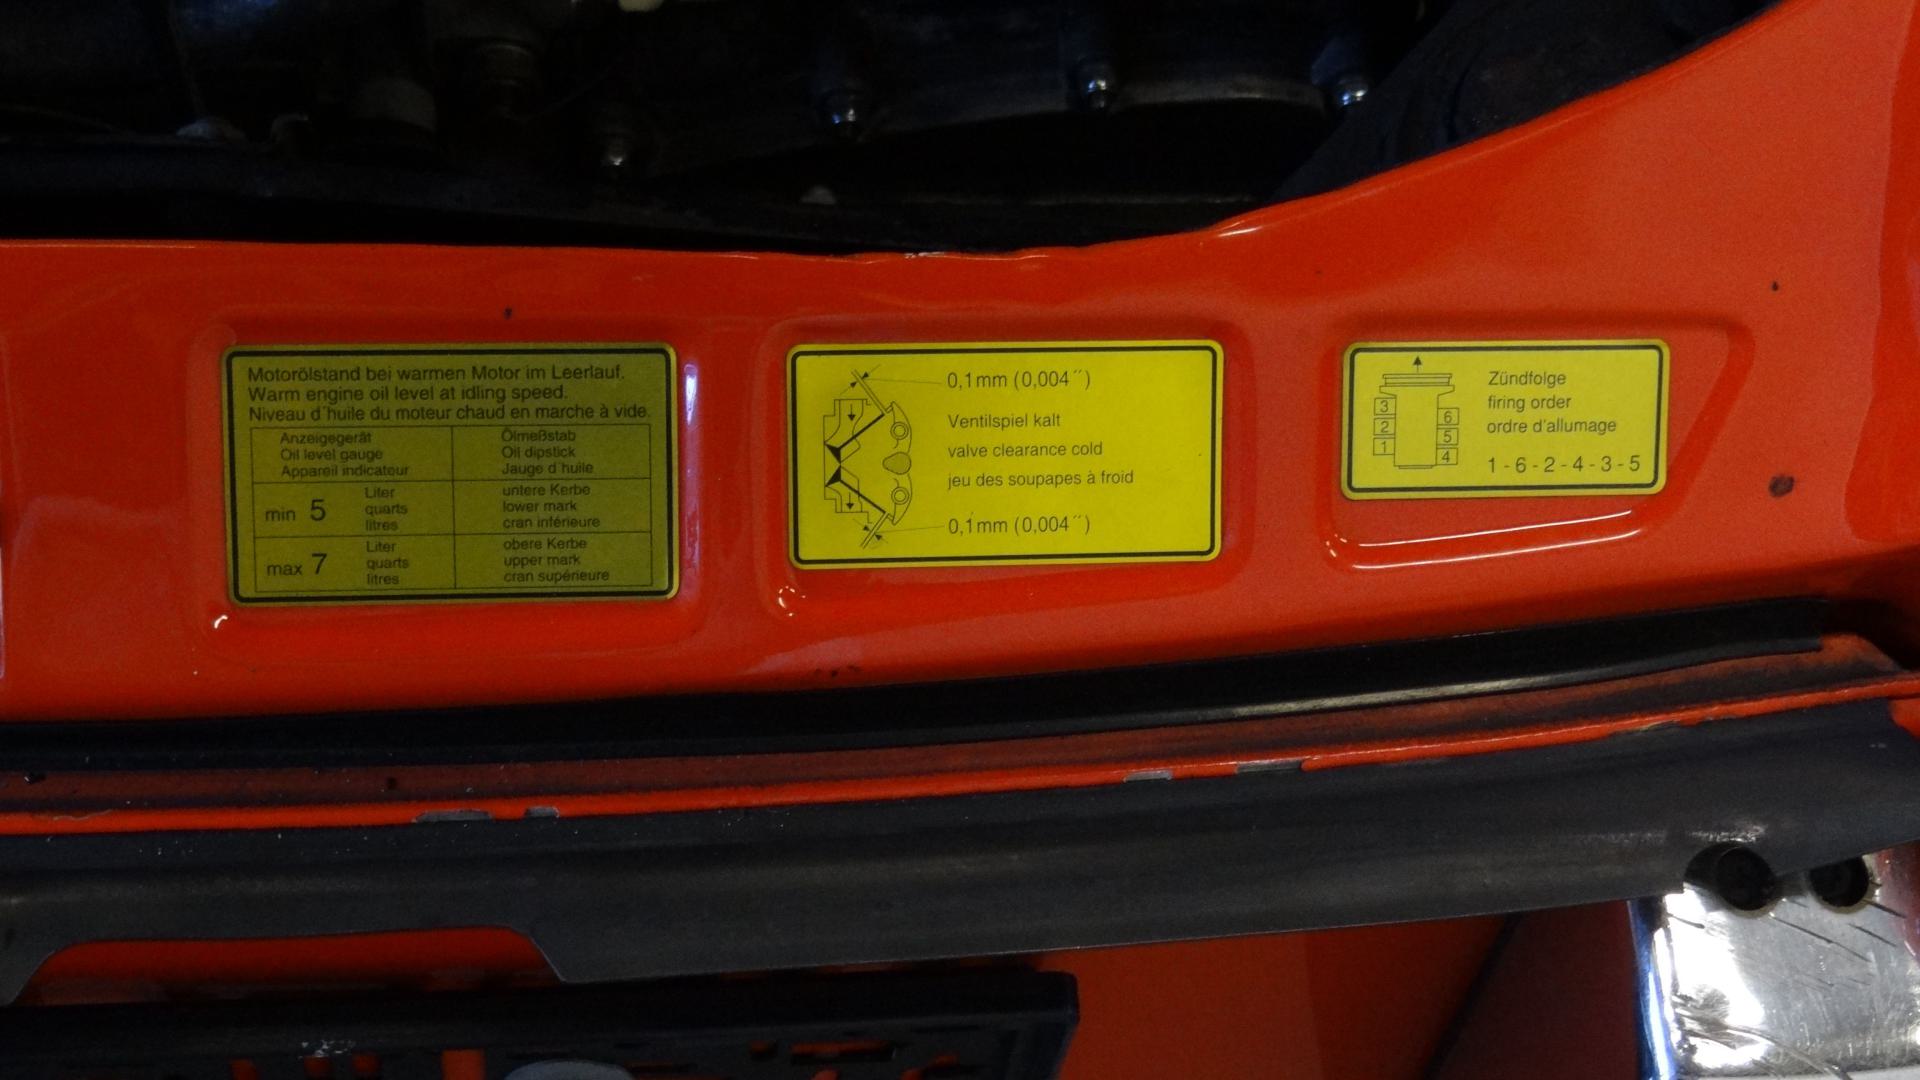 Motorölstand bei warmen Motor im Leerlauf.
Warm engine oil level at idling speed.
Niveau d´huile du moteur chaud en marche à vide.
Anzeigegerät
Oil level gauge
Appareil indicateur
Ölmeßstab
Oil dipstick
Jauge d´huile
min 5
Liter
quarts
litres
untere Kerbe
lower mark
cran inférieure
max 7
Liter
quarts
litres
obere Kerbe
upper mark
cran supérieure
0,1mm (0,004˝)
Ventilspiel kalt
valve clearance cold
jeu des soupapes à froid
0,1mm (0,004˝)
3
2
1
6
5
4
Zündfolge
firing order
ordre d'allumage
1 - 6 - 2 - 4 - 3 - 5